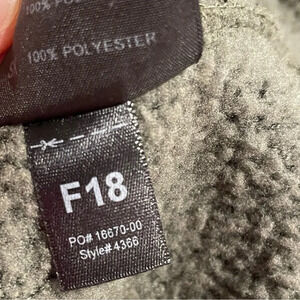 100% POLYESTER
F18
PO# 16670-00
Style# 4366